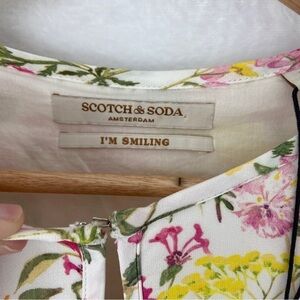 SCOTCH & SODA
AMSTERDAM
I'M SMILING